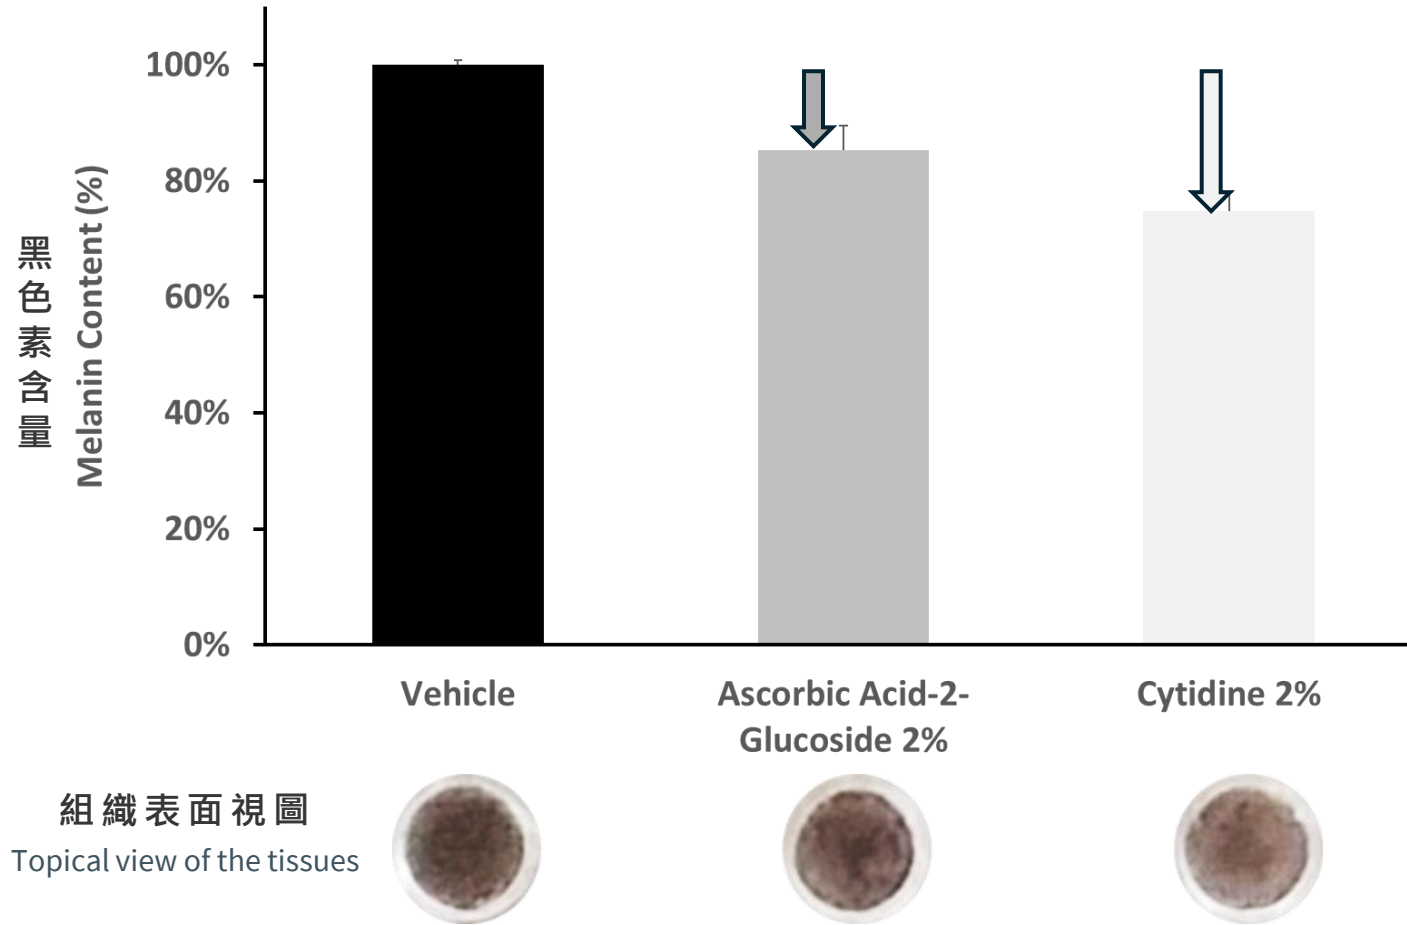 100%
80%
60%
40%
20%
0%
黑色素含量
Melanin Content (%)
Vehicle
Ascorbic Acid-2-
Glucoside 2%
Cytidine 2%
組織表面視圖
Topical view of the tissues